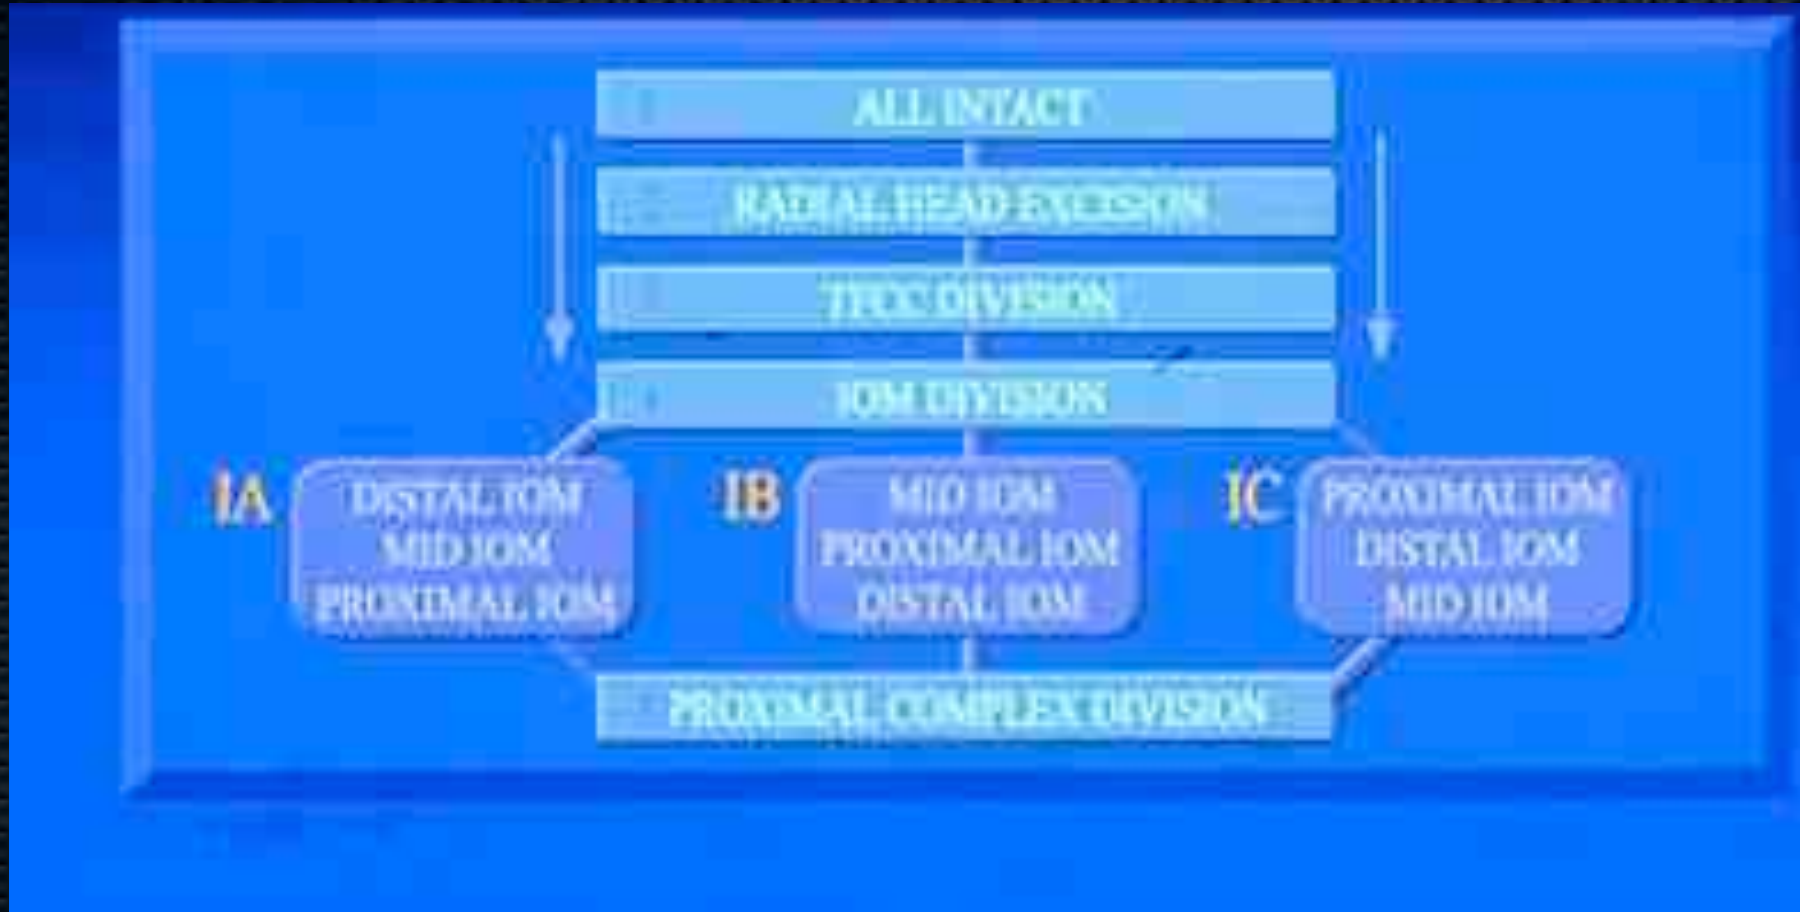 ALL INTACT
RADIAL HEAD EXCISION
TFCC DIVISION
IOM DIVISION
IA
DISTAL IOM
MID IOM
PROXIMAL IOM
IB
MID IOM
PROXIMAL IOM
DISTAL IOM
IC
PROXIMAL IOM
DISTAL IOM
MID IOM
PROXIMAL COMPLEX DIVISION